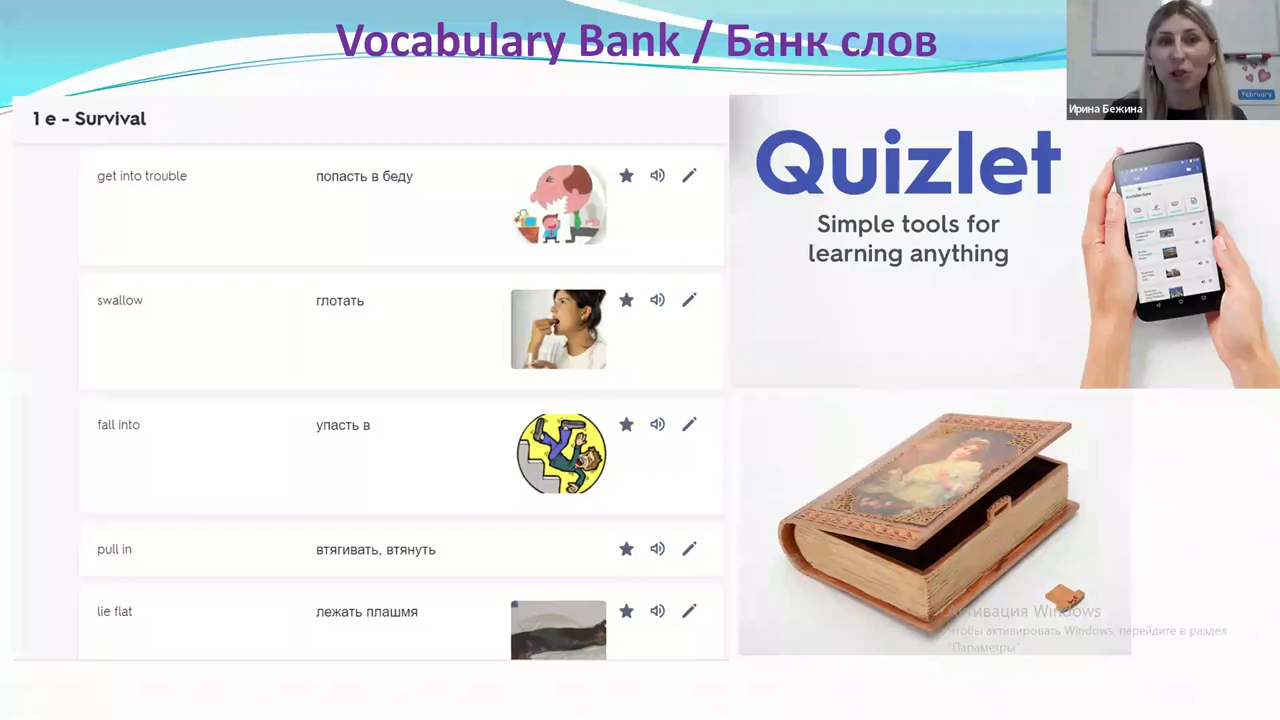 Vocabulary Bank / Банк слов
Ирина Бежина
February
1 e - Survival
get into trouble
попасть в беду
swallow
глотать
fall into
упасть в
pull in
втягивать, втянуть
lie flat
лежать плашмя
Quizlet
Simple tools for
learning anything
Активация Windows
Чтобы активировать Windows, перейдите в раздел
"Параметры"